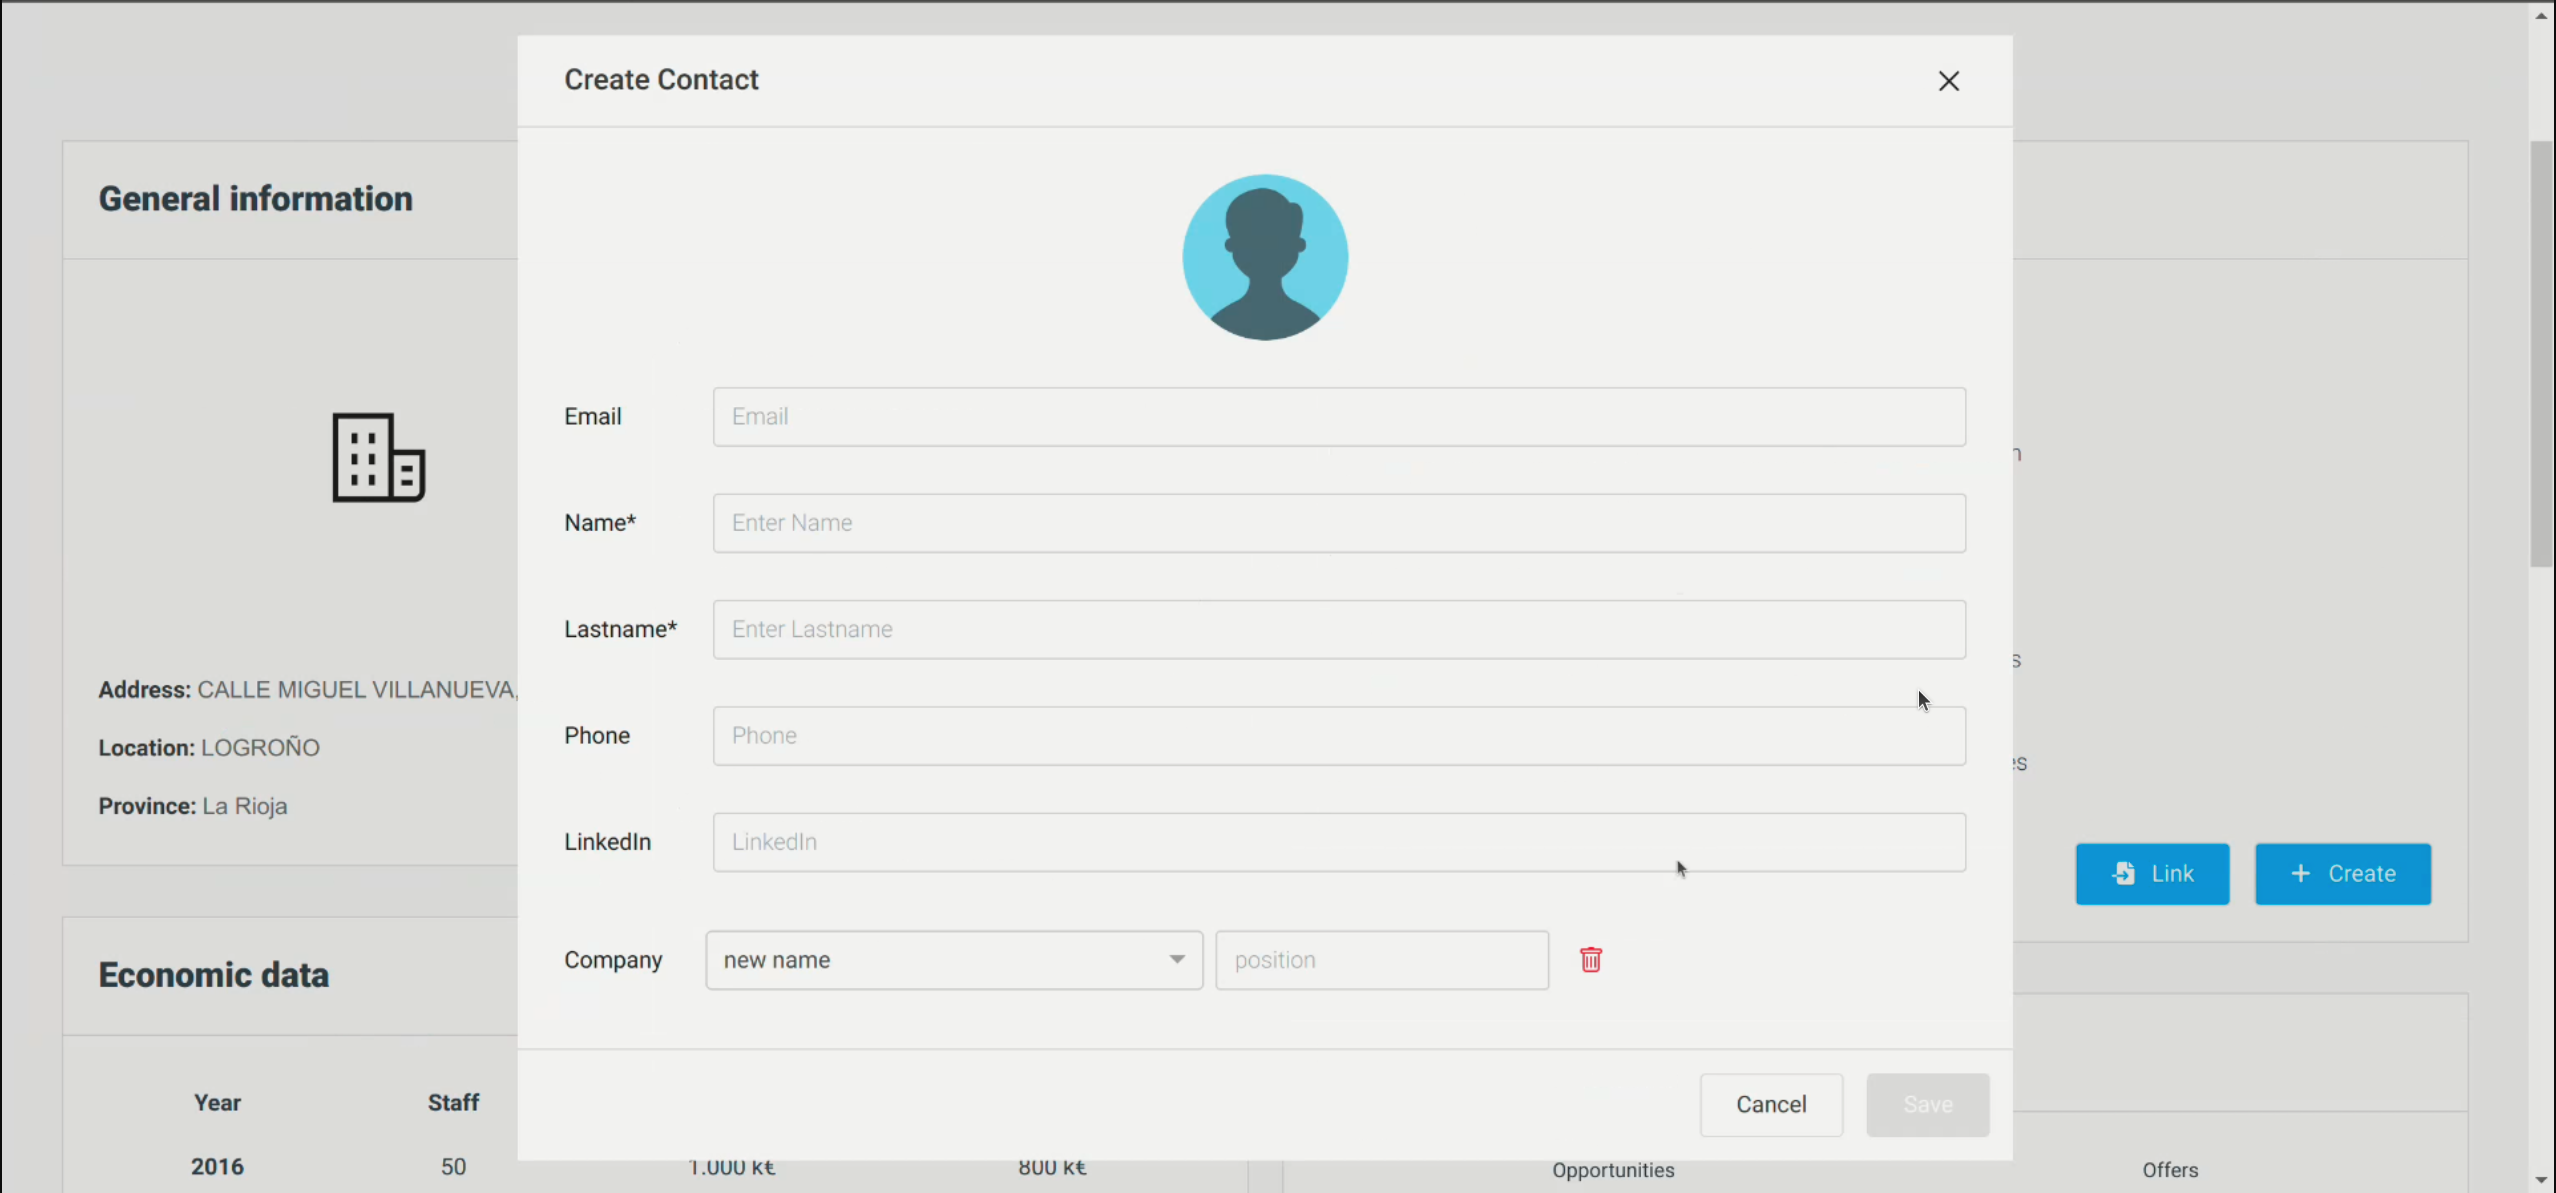 Create Contact
General information
Email Email
Name* Enter Name
Lastname* Enter Lastname
Address: CALLE MIGUEL VILLANUEVA,
Phone Phone
Location: LOGROÑO
Province: La Rioja
LinkedIn LinkedIn
Link
Create
Company new name position
Economic data
Year Staff
Cancel Save
2016 50 1.000 k€ 800 k€
Opportunities Offers